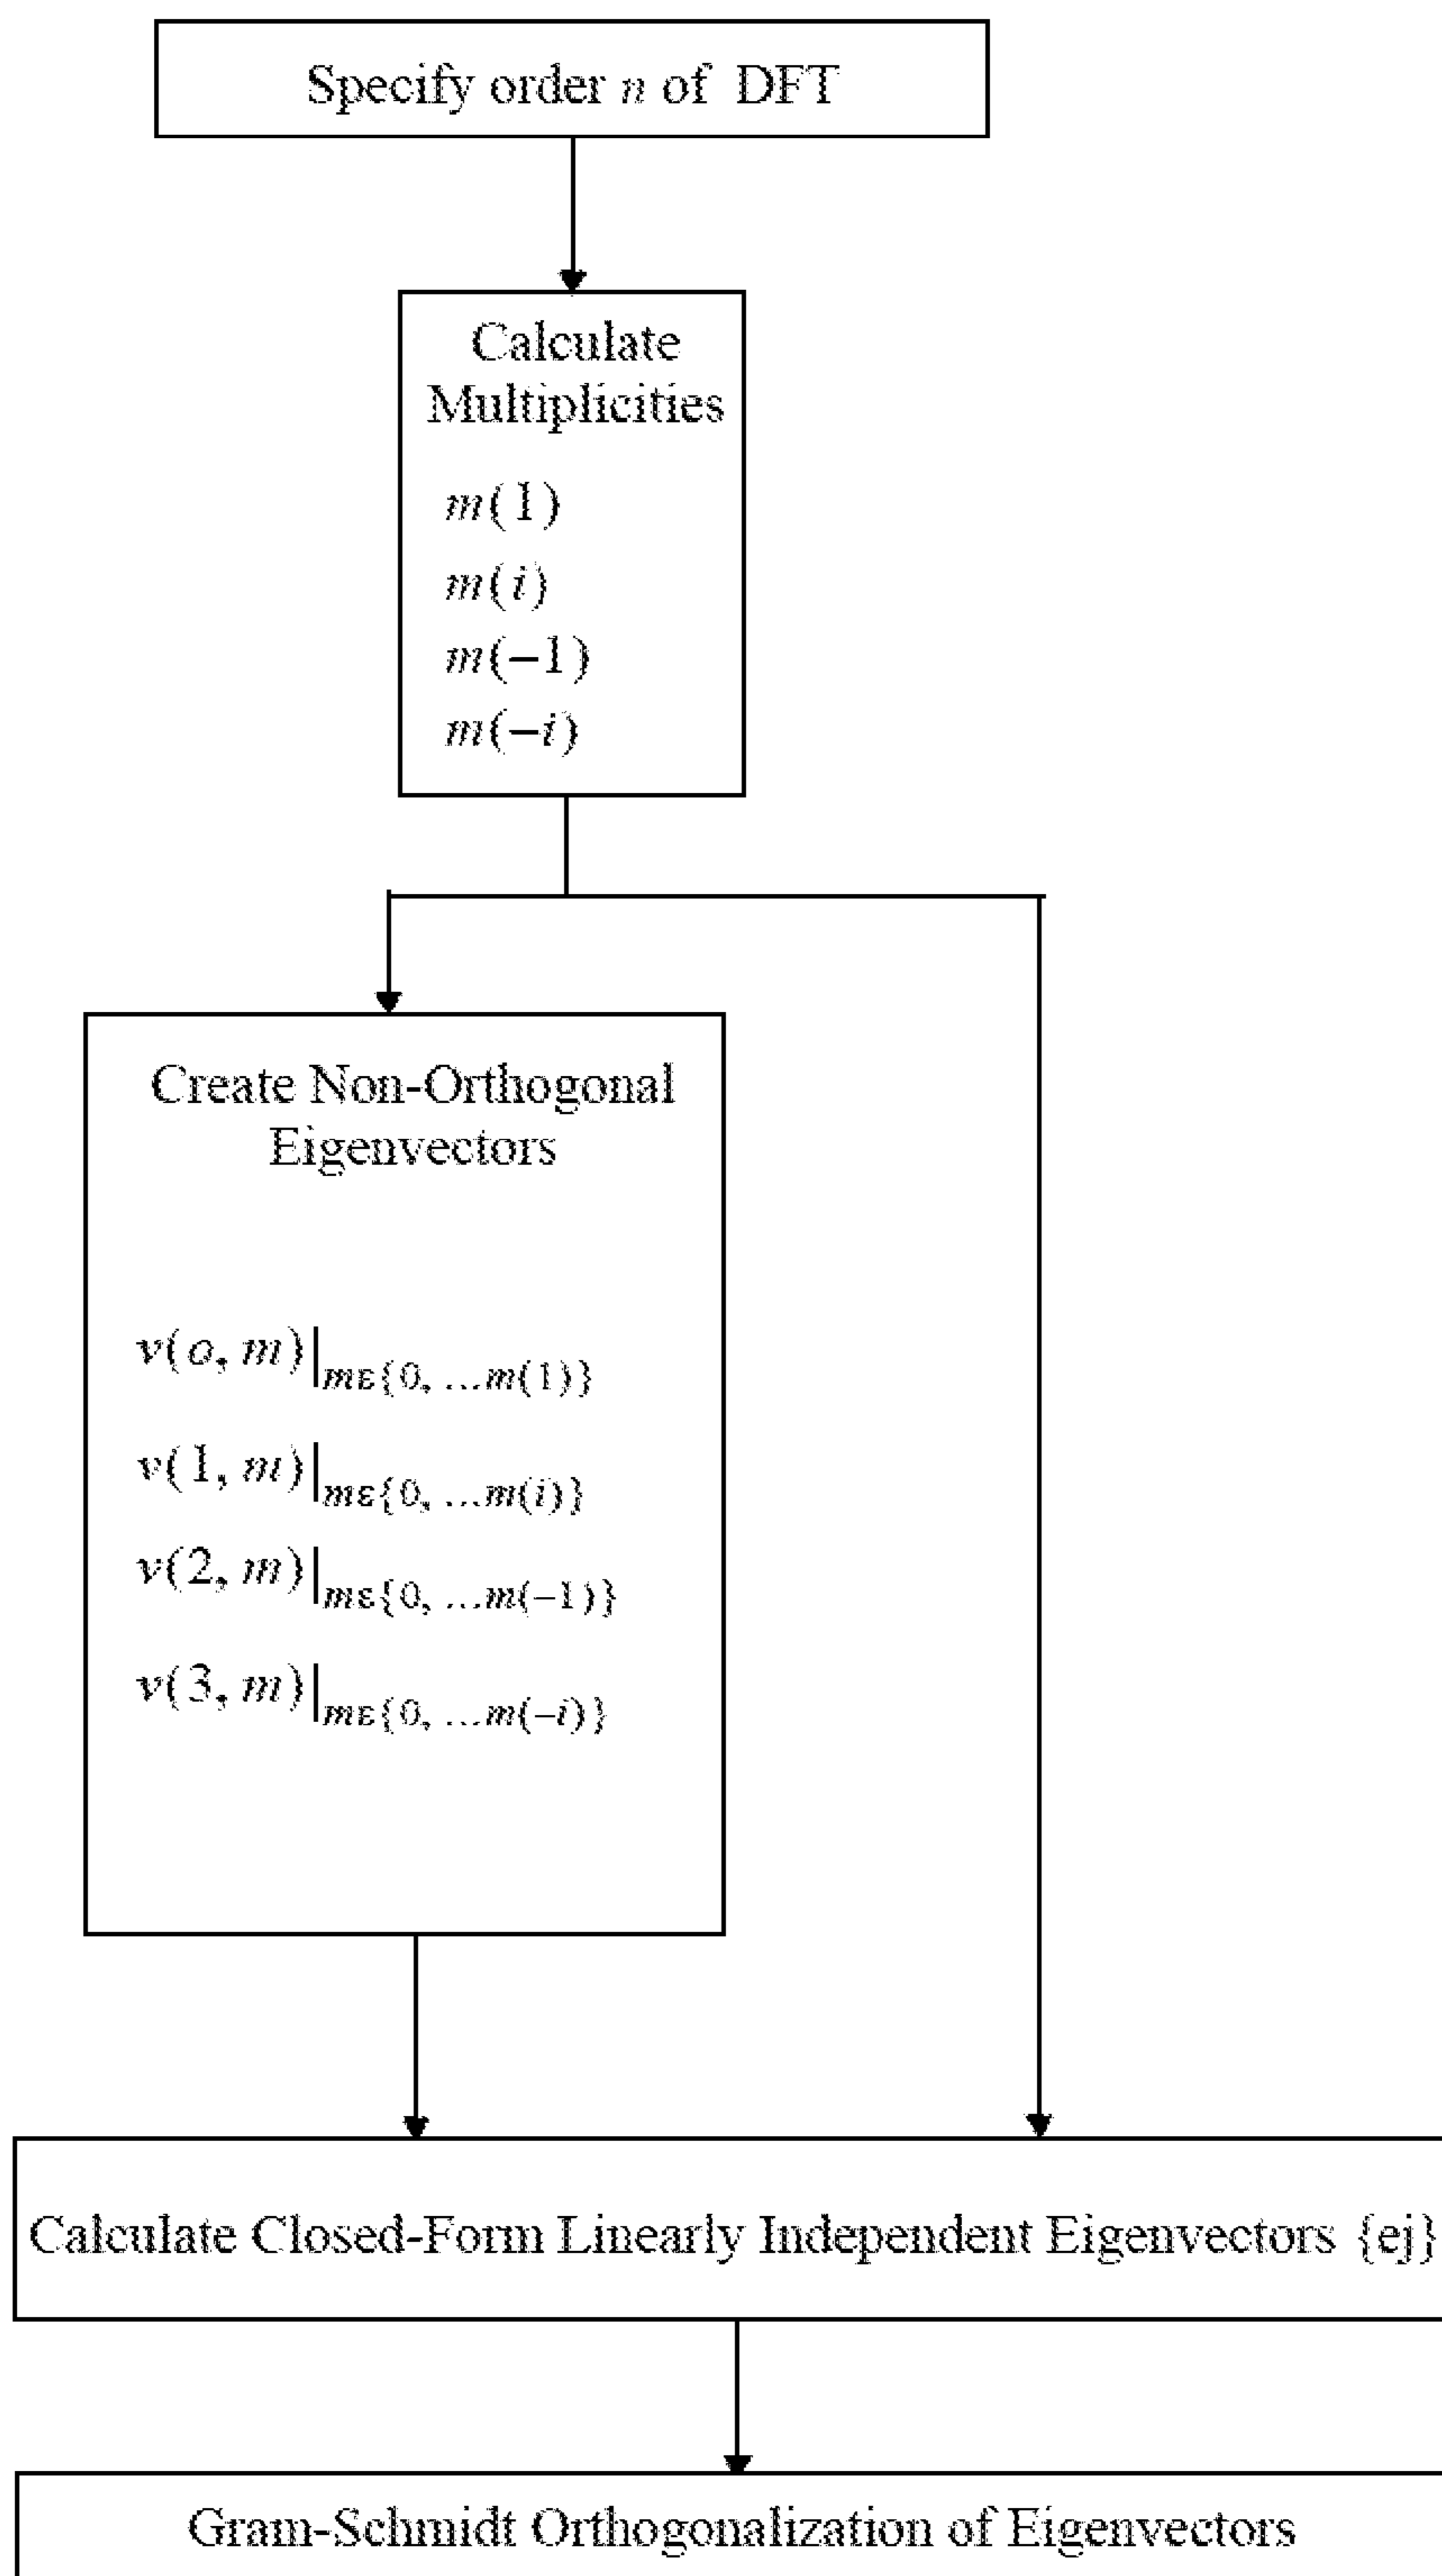 Specify order n of DFT
Calculate
Multiplicities
m(1)
m(i)
m(−1)
m(−i)
Create Non-Orthogonal
Eigenvectors
v(o, m)|mε{0, ...m(1)}
v(1, m)|mε{0, ...m(i)}
v(2, m)|mε{0, ...m(−1)}
v(3, m)|mε{0, ...m(−i)}
Calculate Closed-Form Linearly Independent Eigenvectors {ej}
Gram-Schmidt Orthogonalization of Eigenvectors